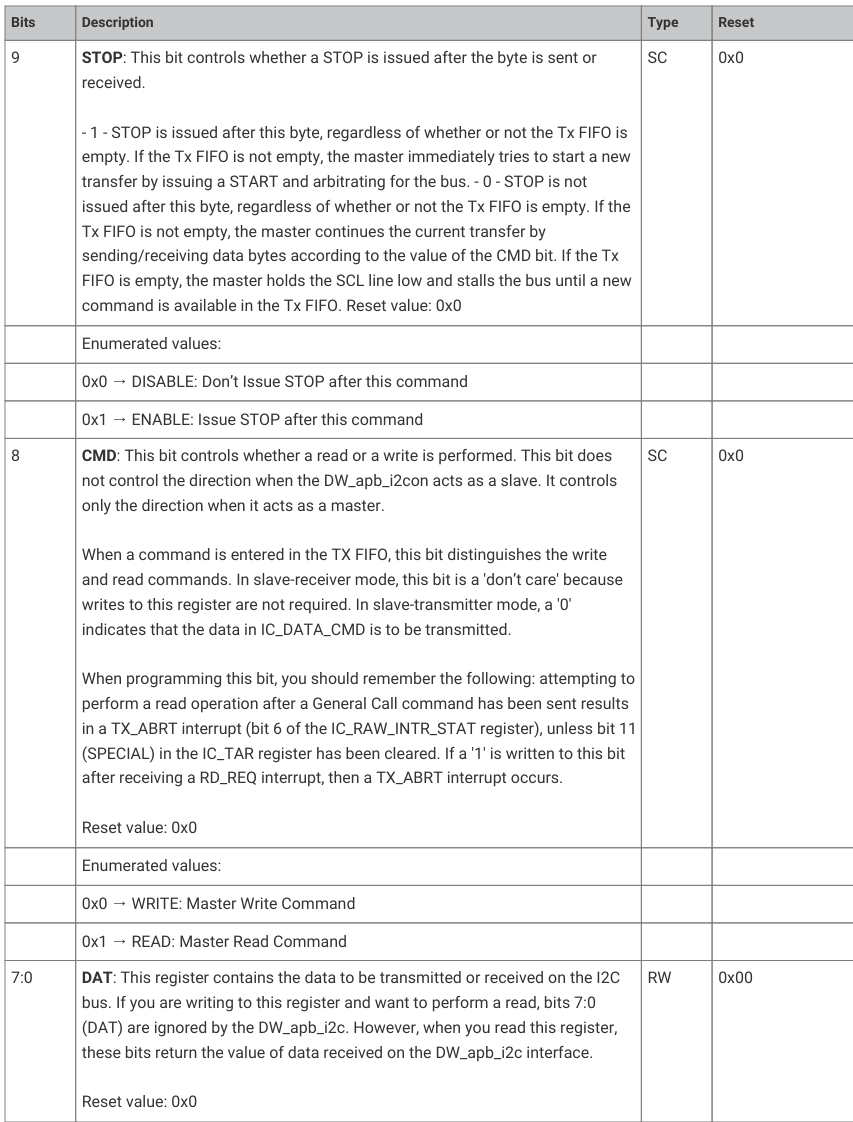 Bits Description Type Reset
9 STOP: This bit controls whether a STOP is issued after the byte is sent or SC 0x0
received.
- 1 - STOP is issued after this byte, regardless of whether or not the Tx FIFO is
empty. If the Tx FIFO is not empty, the master immediately tries to start a new
transfer by issuing a START and arbitrating for the bus. - 0 - STOP is not
issued after this byte, regardless of whether or not the Tx FIFO is empty. If the
Tx FIFO is not empty, the master continues the current transfer by
sending/receiving data bytes according to the value of the CMD bit. If the Tx
FIFO is empty, the master holds the SCL line low and stalls the bus until a new
command is available in the Tx FIFO. Reset value: 0x0
Enumerated values:
0x0 → DISABLE: Don’t Issue STOP after this command
0x1 → ENABLE: Issue STOP after this command
8 CMD: This bit controls whether a read or a write is performed. This bit does SC 0x0
not control the direction when the DW_apb_i2con acts as a slave. It controls
only the direction when it acts as a master.
When a command is entered in the TX FIFO, this bit distinguishes the write
and read commands. In slave-receiver mode, this bit is a 'don’t care' because
writes to this register are not required. In slave-transmitter mode, a '0'
indicates that the data in IC_DATA_CMD is to be transmitted.
When programming this bit, you should remember the following: attempting to
perform a read operation after a General Call command has been sent results
in a TX_ABRT interrupt (bit 6 of the IC_RAW_INTR_STAT register), unless bit 11
(SPECIAL) in the IC_TAR register has been cleared. If a '1' is written to this bit
after receiving a RD_REQ interrupt, then a TX_ABRT interrupt occurs.
Reset value: 0x0
Enumerated values:
0x0 → WRITE: Master Write Command
0x1 → READ: Master Read Command
7:0 DAT: This register contains the data to be transmitted or received on the I2C RW 0x00
bus. If you are writing to this register and want to perform a read, bits 7:0
(DAT) are ignored by the DW_apb_i2c. However, when you read this register,
these bits return the value of data received on the DW_apb_i2c interface.
Reset value: 0x0